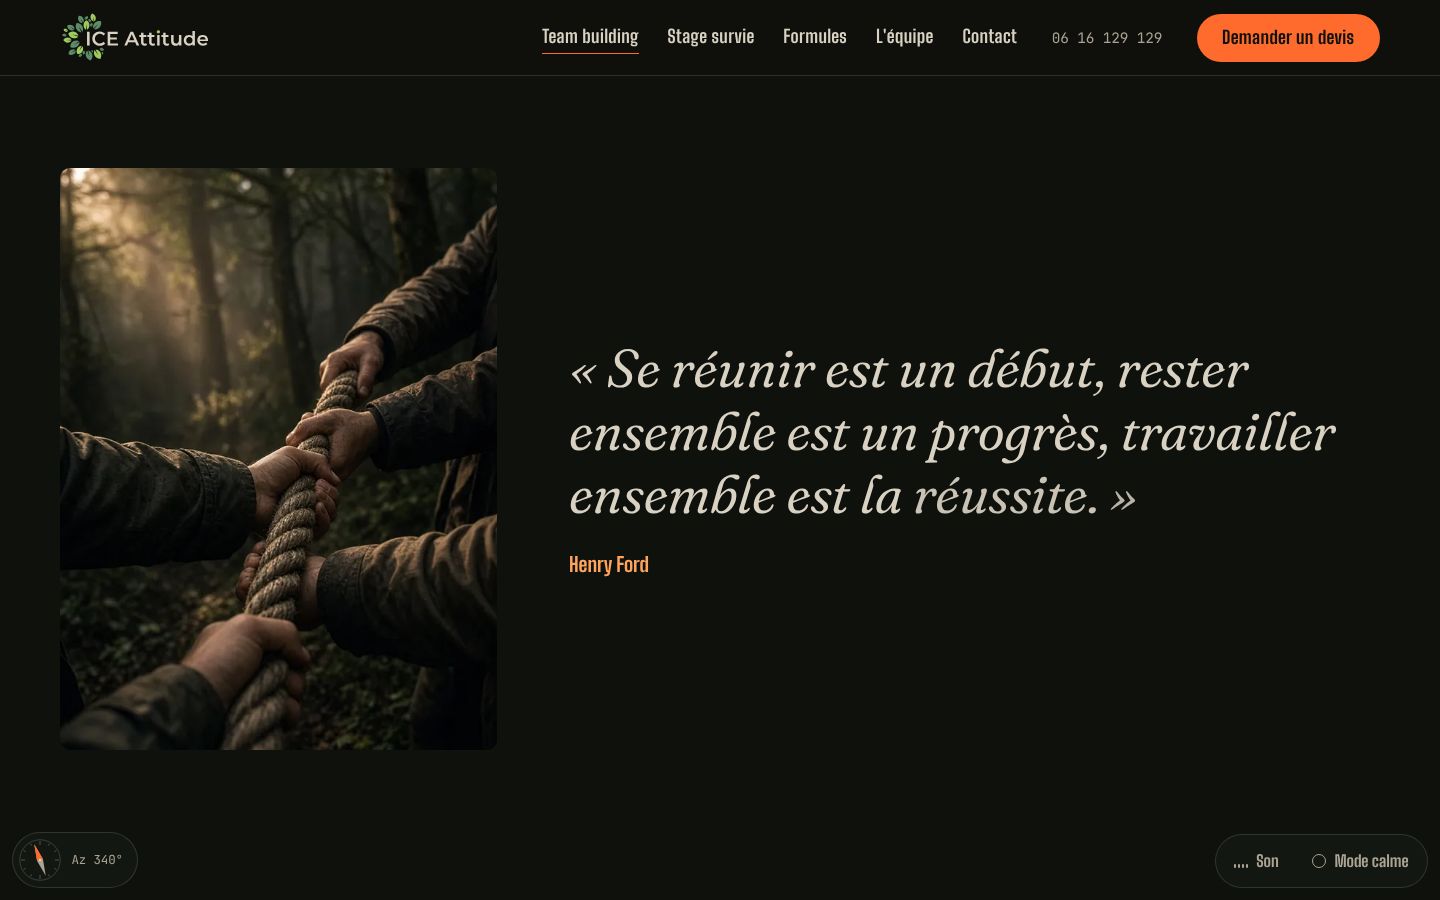 ICE Attitude
Team building
Stage survie
Formules
L'équipe
Contact
06 16 129 129
Demander un devis
« Se réunir est un début, rester
ensemble est un progrès, travailler
ensemble est la réussite. »
Henry Ford
Az 340°
Son
Mode calme